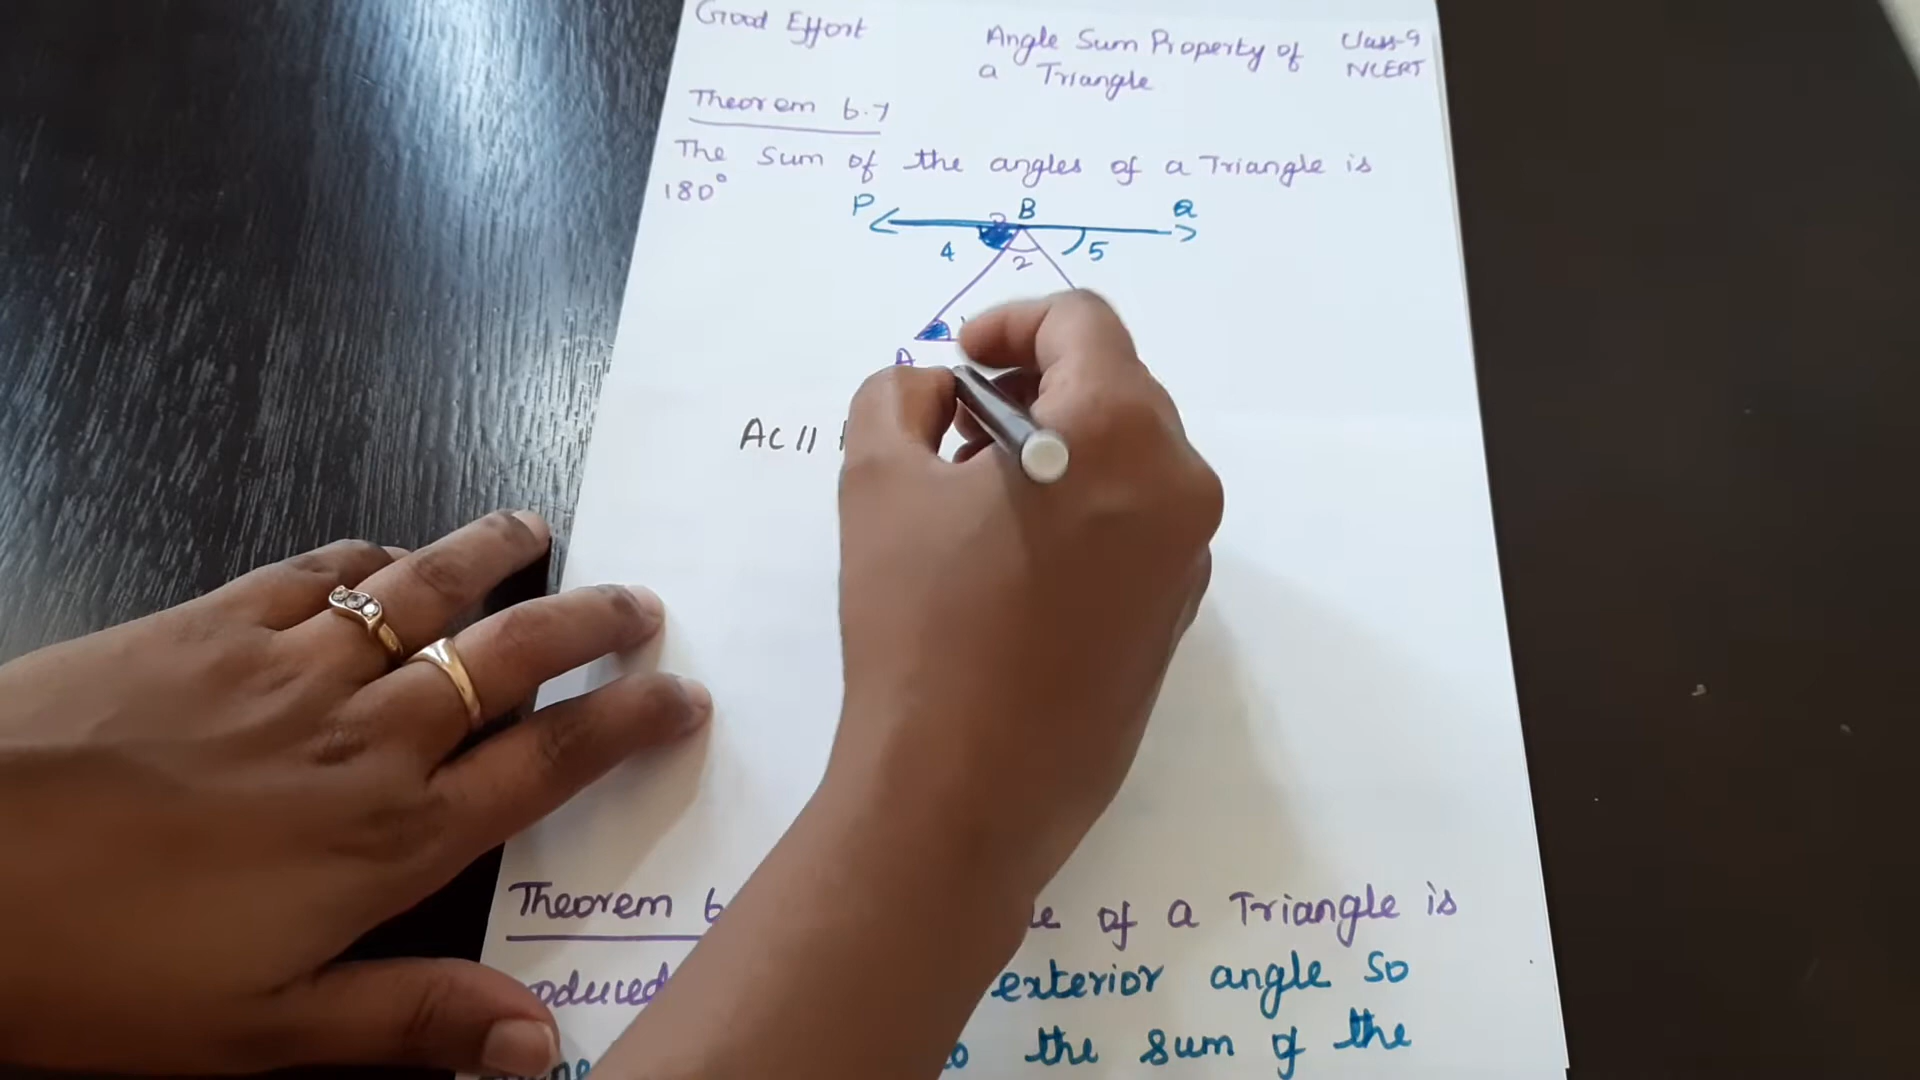 Good Effort
Angle Sum Property of
a Triangle
Class-9
NCERT
Theorem 6.7
The Sum of the angles of a Triangle is
180°
P B Q
4 2 5
A
AC ||
Theorem 6 of a Triangle is
exterior angle so
the sum of the